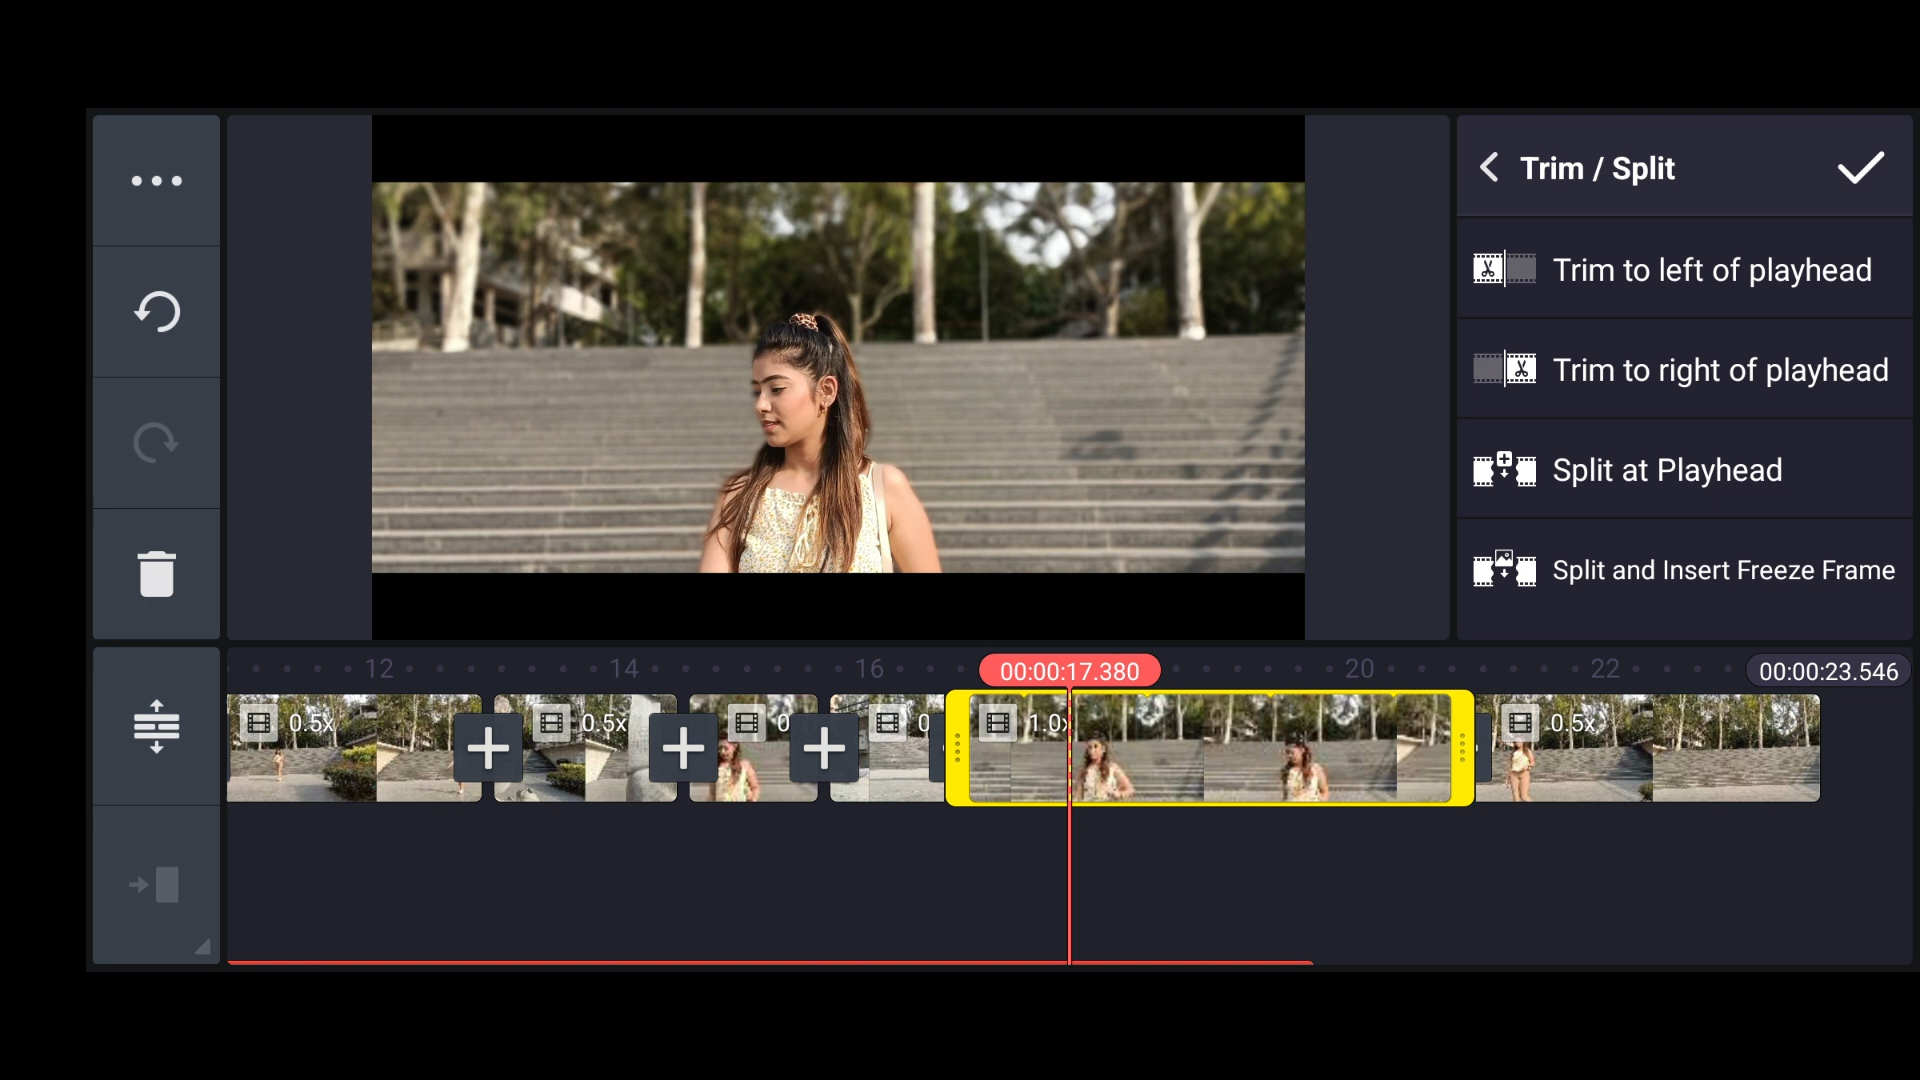 Trim / Split
Trim to left of playhead
Trim to right of playhead
Split at Playhead
Split and Insert Freeze Frame
12 14 16 00:00:17.380 20 22 00:00:23.546
0.5x 0.5x 0 0 1.0x 0.5x